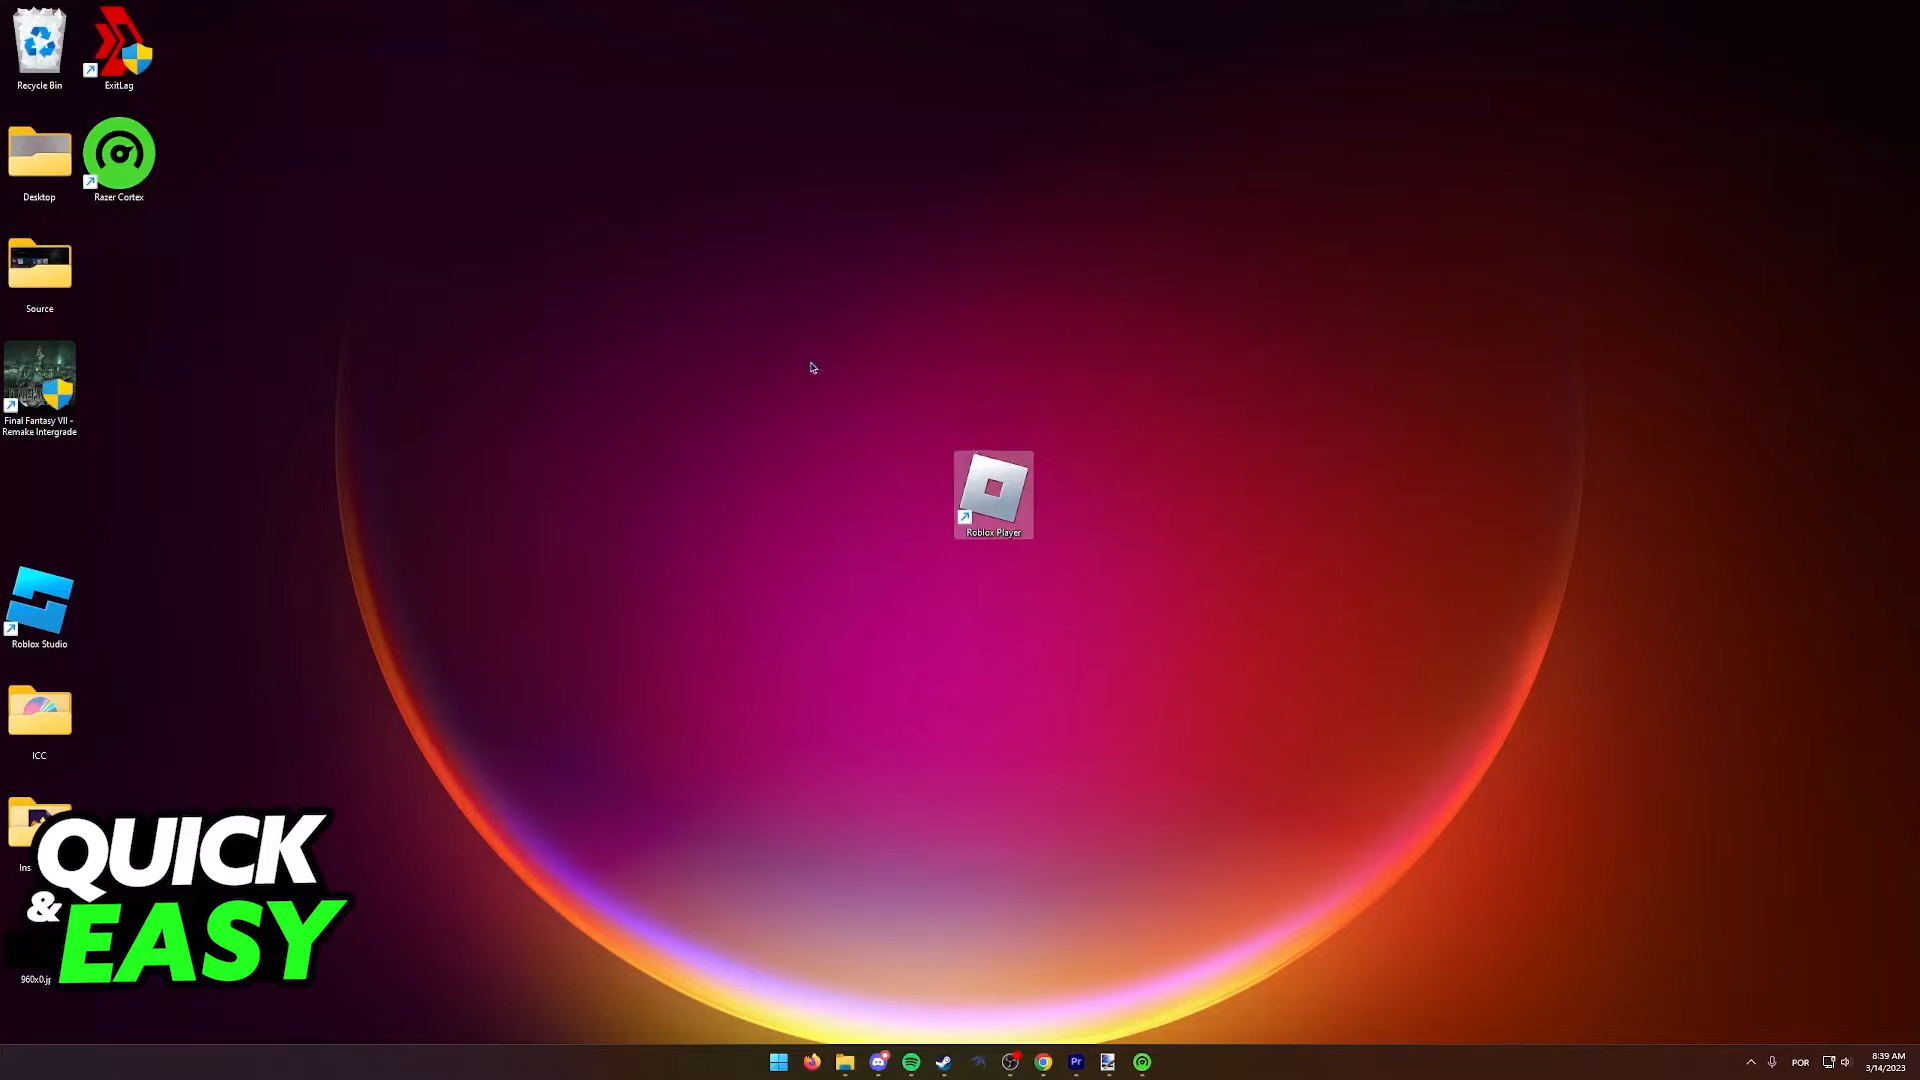 Recycle Bin
ExitLag
Desktop
Razer Cortex
Source
Final Fantasy VII -
Remake Intergrade
Roblox Player
Roblox Studio
ICC
Ins
QUICK
&
EASY
960x0.jp
Pr
POR
8:39 AM
3/14/2023